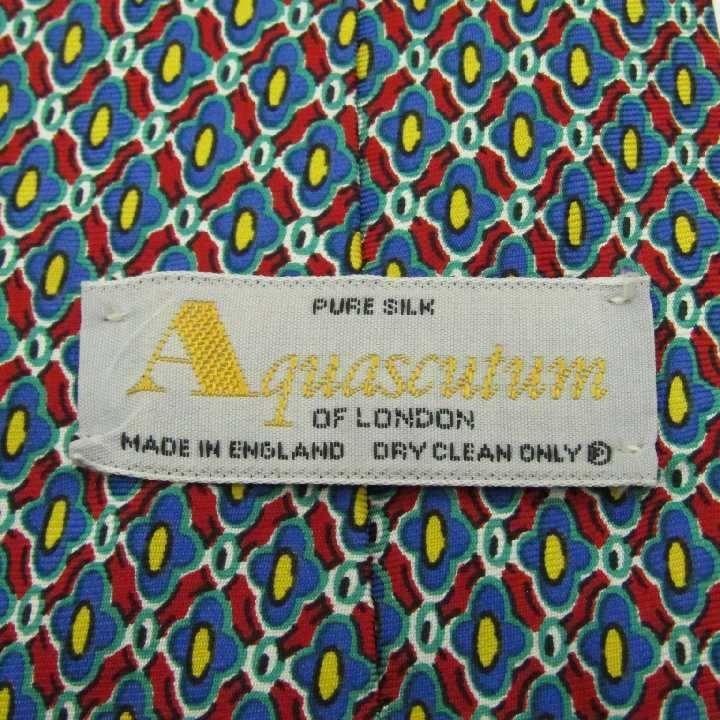 PURE SILK
Aquascutum
OF LONDON
MADE IN ENGLAND DRY CLEAN ONLY Ⓟ